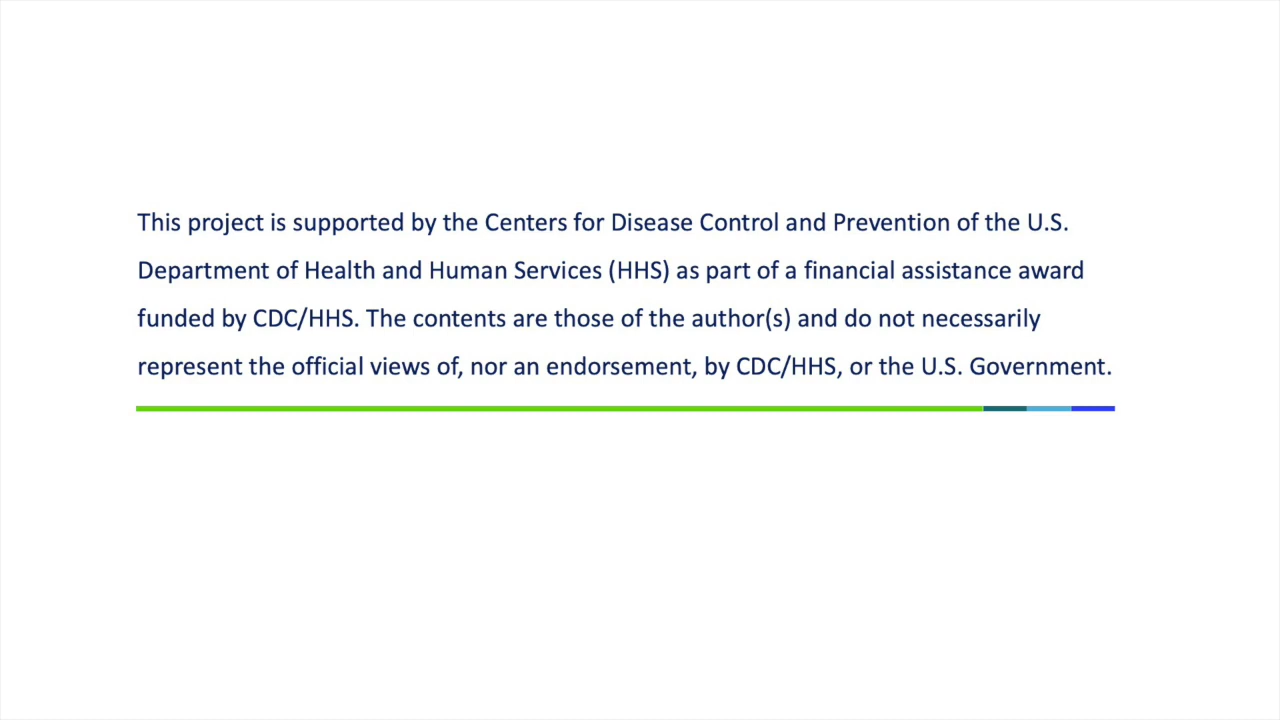 This project is supported by the Centers for Disease Control and Prevention of the U.S.
Department of Health and Human Services (HHS) as part of a financial assistance award
funded by CDC/HHS. The contents are those of the author(s) and do not necessarily
represent the official views of, nor an endorsement, by CDC/HHS, or the U.S. Government.